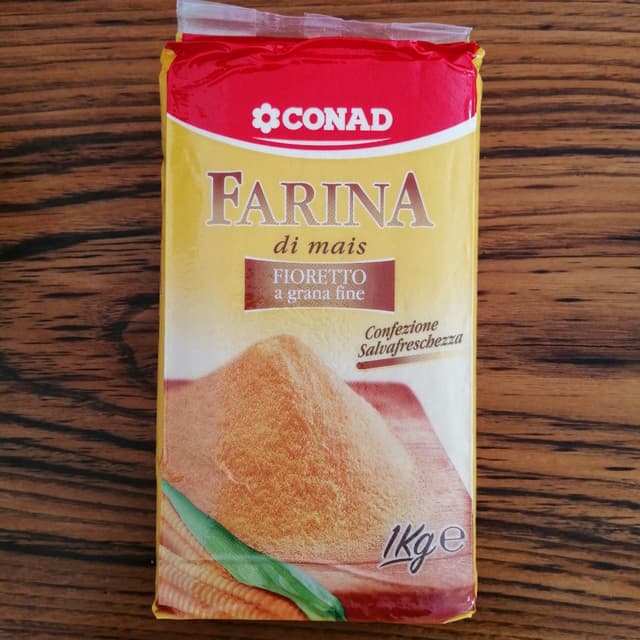 CONAD
FARINA
di mais
FIORETTO
a grana fine
Confezione
Salvafreschezza
1Kg ℮